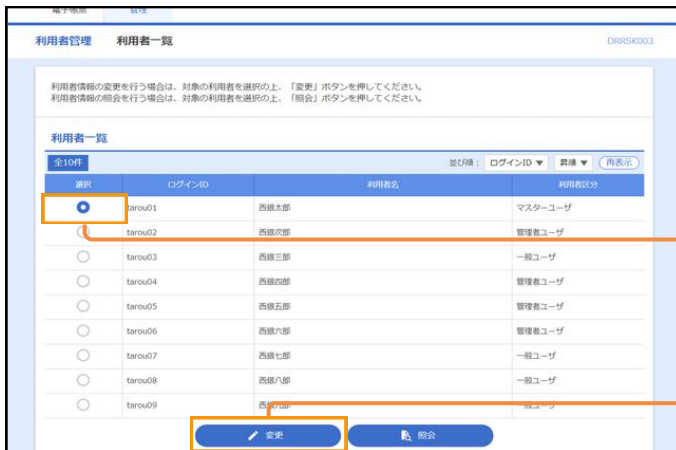 電子帳票 管理
利用者管理 利用者一覧 DRRSK003
利用者情報の変更を行う場合は、対象の利用者を選択の上、「変更」ボタンを押してください。
利用者情報の照会を行う場合は、対象の利用者を選択の上、「照会」ボタンを押してください。
利用者一覧
全10件 並び順： ログインID ▼ 昇順 ▼ 再表示
選択 ログインID 利用者名 利用者区分
tarou01 西銀太郎 マスターユーザ
tarou02 西銀次郎 管理者ユーザ
tarou03 西銀三郎 一般ユーザ
tarou04 西銀四郎 管理者ユーザ
tarou05 西銀五郎 管理者ユーザ
tarou06 西銀六郎 管理者ユーザ
tarou07 西銀七郎 一般ユーザ
tarou08 西銀八郎 一般ユーザ
tarou09 一般ユーザ
変更 照会